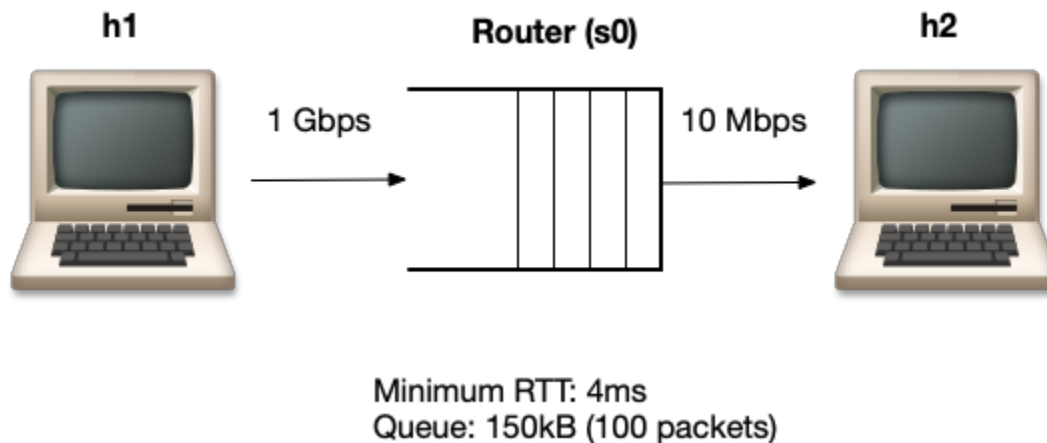 h1
Router (s0)
h2
1 Gbps
10 Mbps
Minimum RTT: 4ms
Queue: 150kB (100 packets)